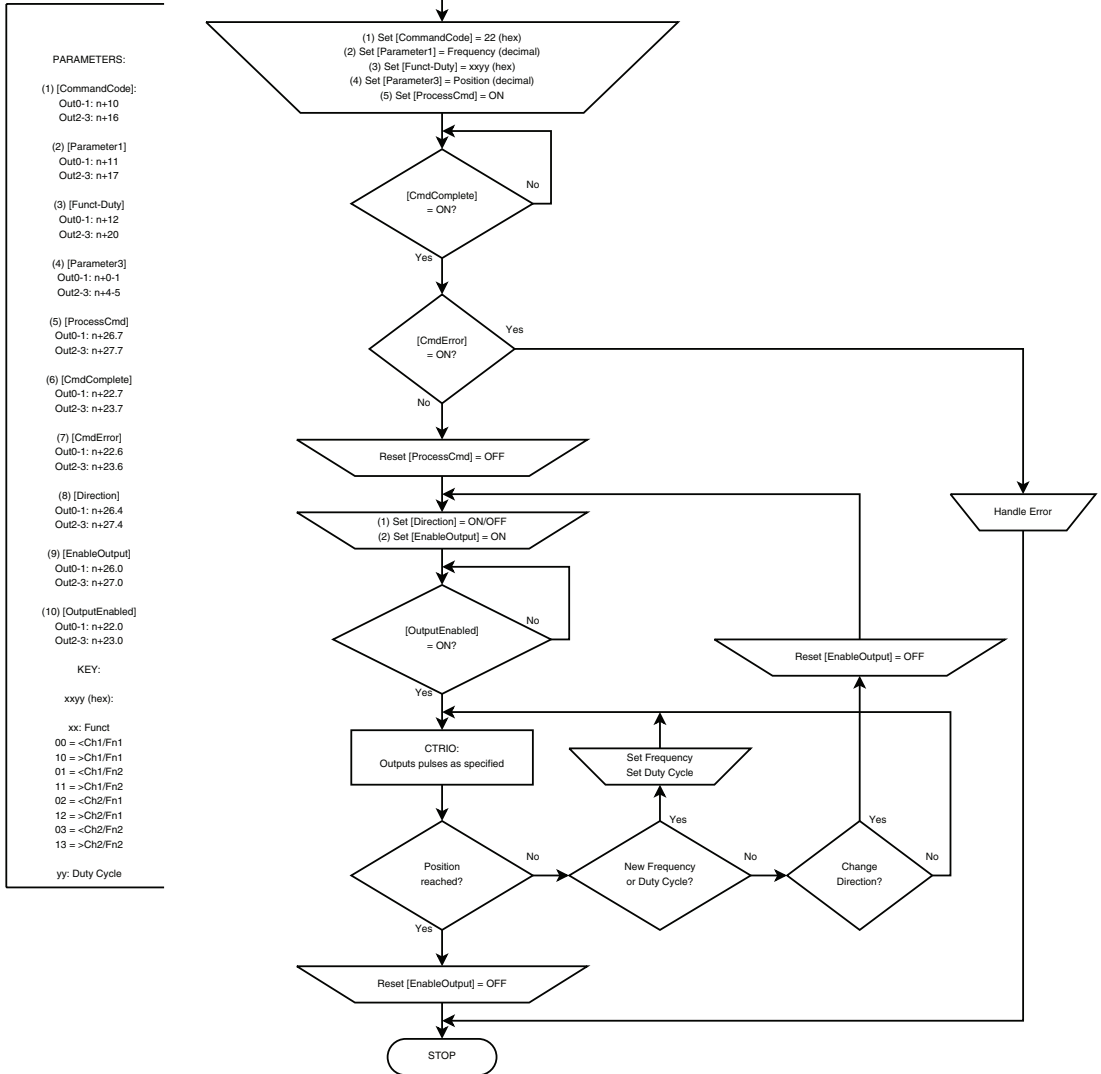 PARAMETERS:
(1) [CommandCode]:
Out0-1: n+10
Out2-3: n+16
(2) [Parameter1]
Out0-1: n+11
Out2-3: n+17
(3) [Funct-Duty]
Out0-1: n+12
Out2-3: n+20
(4) [Parameter3]
Out0-1: n+0-1
Out2-3: n+4-5
(5) [ProcessCmd]
Out0-1: n+26.7
Out2-3: n+27.7
(6) [CmdComplete]
Out0-1: n+22.7
Out2-3: n+23.7
(7) [CmdError]
Out0-1: n+22.6
Out2-3: n+23.6
(8) [Direction]
Out0-1: n+26.4
Out2-3: n+27.4
(9) [EnableOutput]
Out0-1: n+26.0
Out2-3: n+27.0
(10) [OutputEnabled]
Out0-1: n+22.0
Out2-3: n+23.0
KEY:
xxyy (hex):
xx: Funct
00 = <Ch1/Fn1
10 = >Ch1/Fn1
01 = <Ch1/Fn2
11 = >Ch1/Fn2
02 = <Ch2/Fn1
12 = >Ch2/Fn1
03 = <Ch2/Fn2
13 = >Ch2/Fn2
yy: Duty Cycle
(1) Set [CommandCode] = 22 (hex)
(2) Set [Parameter1] = Frequency (decimal)
(3) Set [Funct-Duty] = xxyy (hex)
(4) Set [Parameter3] = Position (decimal)
(5) Set [ProcessCmd] = ON
[CmdComplete]
= ON?
No
Yes
[CmdError]
= ON?
Yes
No
Reset [ProcessCmd] = OFF
Handle Error
(1) Set [Direction] = ON/OFF
(2) Set [EnableOutput] = ON
[OutputEnabled]
= ON?
No
Yes
Reset [EnableOutput] = OFF
CTRIO:
Outputs pulses as specified
Set Frequency
Set Duty Cycle
Yes
Yes
Position
reached?
No
New Frequency
or Duty Cycle?
No
Change
Direction?
No
Yes
Reset [EnableOutput] = OFF
STOP